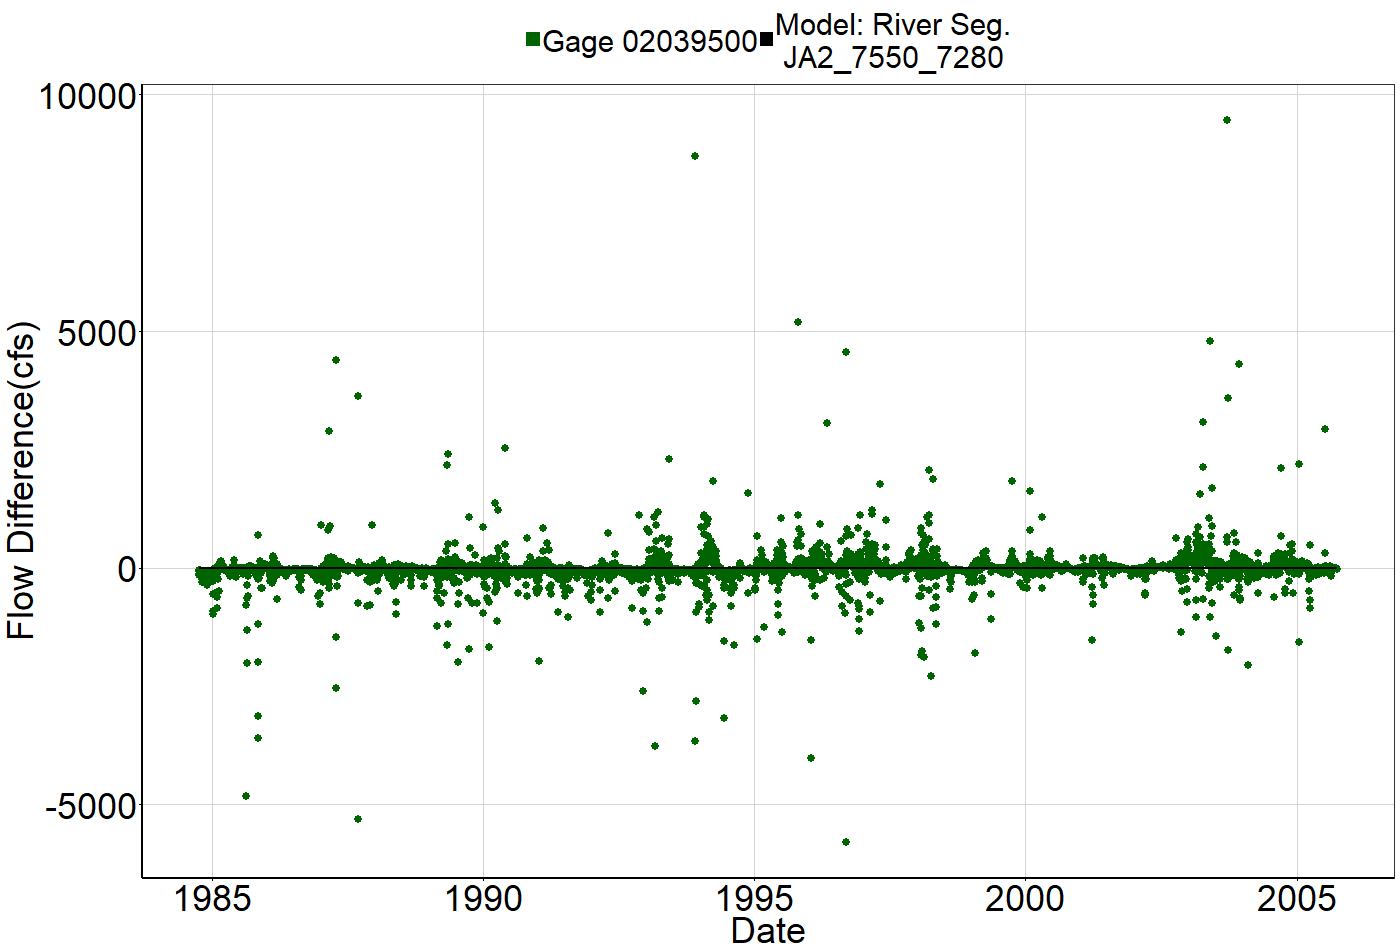 Gage 02039500
Model: River Seg.
JA2_7550_7280
10000
5000
0
-5000
Flow Difference(cfs)
1985 1990 1995 2000 2005
Date